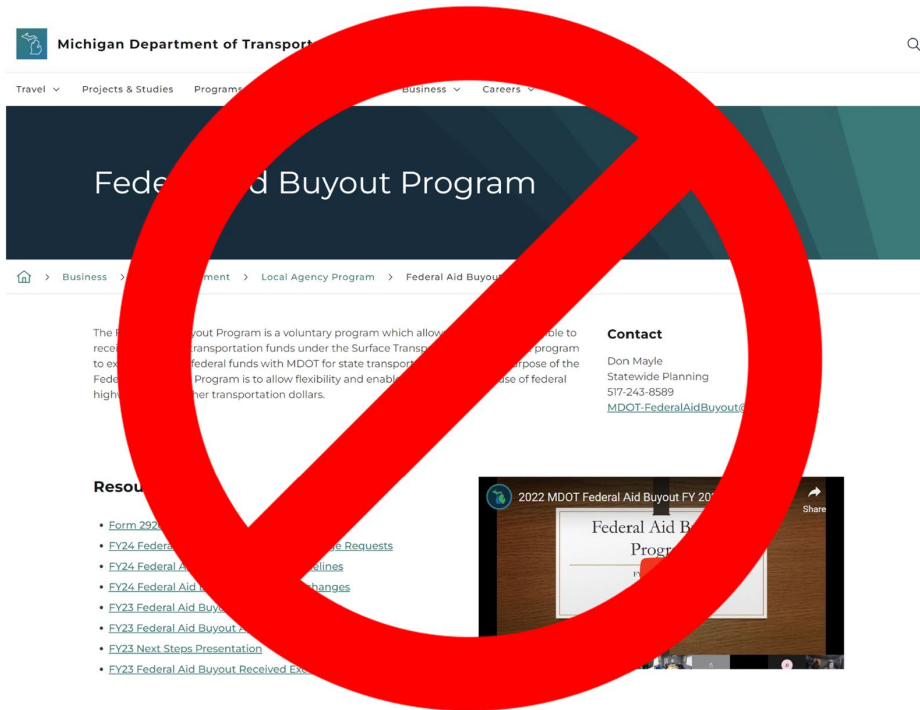 Michigan Department of Transport
Travel Projects & Studies Programs Business Careers
Fede d Buyout Program
> Business > ment > Local Agency Program > Federal Aid Buyou
The F yout Program is a voluntary program which allow ble to
recei transportation funds under the Surface Transp program
to ex federal funds with MDOT for state transport rpose of the
Fede Program is to allow flexibility and enable use of federal
high her transportation dollars.
Contact
Don Mayle
Statewide Planning
517-243-8589
MDOT-FederalAidBuyout@
Resou
• Form 292
• FY24 Federa ge Requests
• FY24 Federal A elines
• FY24 Federal Aid hanges
• FY23 Federal Aid Buyo
• FY23 Federal Aid Buyout A
• FY23 Next Steps Presentation
• FY23 Federal Aid Buyout Received Ex
2022 MDOT Federal Aid Buyout FY 20
Share
Federal Aid B
Progr